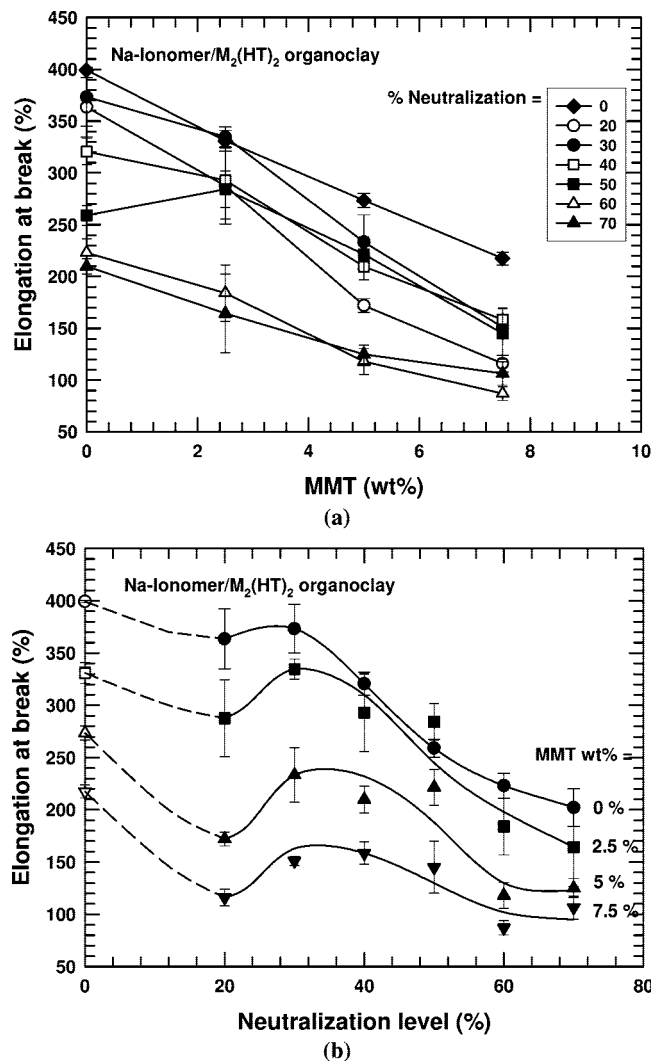 450
400
350
300
250
200
150
100
50
Elongation at break (%)
Na-Ionomer/M₂(HT)₂ organoclay
% Neutralization =
0
20
30
40
50
60
70
0 2 4 6 8 10
MMT (wt%)
(a)
450
400
350
300
250
200
150
100
50
Elongation at break (%)
Na-Ionomer/M₂(HT)₂ organoclay
MMT wt% =
0 %
2.5 %
5 %
7.5 %
0 20 40 60 80
Neutralization level (%)
(b)